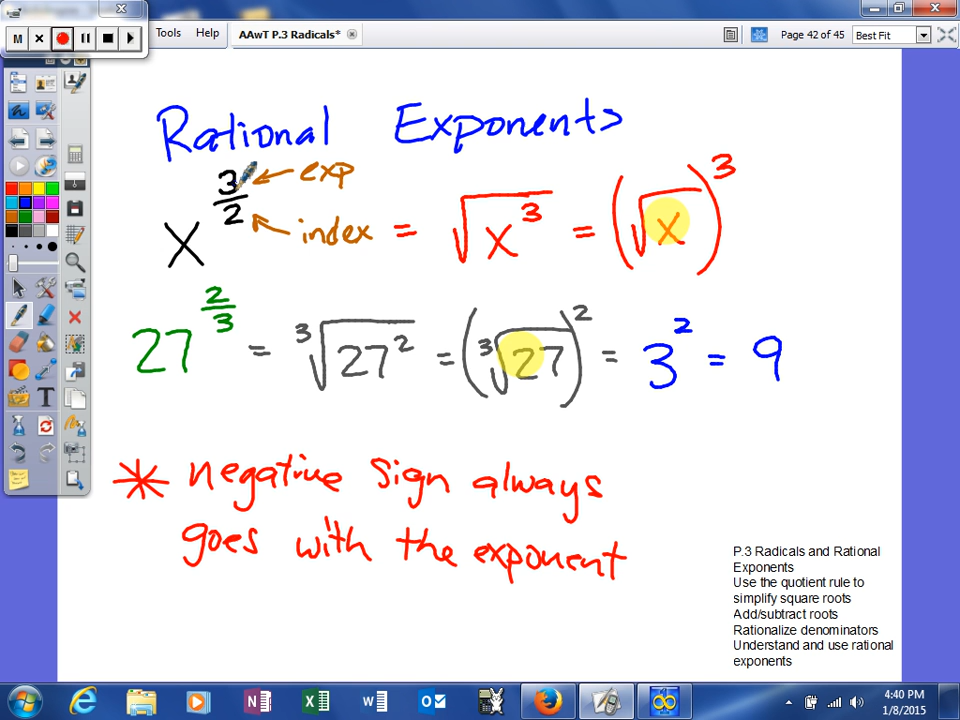 M
Tools Help AAwT P.3 Radicals* Page 42 of 45 Best Fit
Rational Exponents
x^(3/2) ← exp
← index = √x³ = (√x)³
27^(2/3) = ³√27² = (³√27)² = 3² = 9
* negative sign always
goes with the exponent
P.3 Radicals and Rational
Exponents
Use the quotient rule to
simplify square roots
Add/subtract roots
Rationalize denominators
Understand and use rational
exponents
4:40 PM
1/8/2015